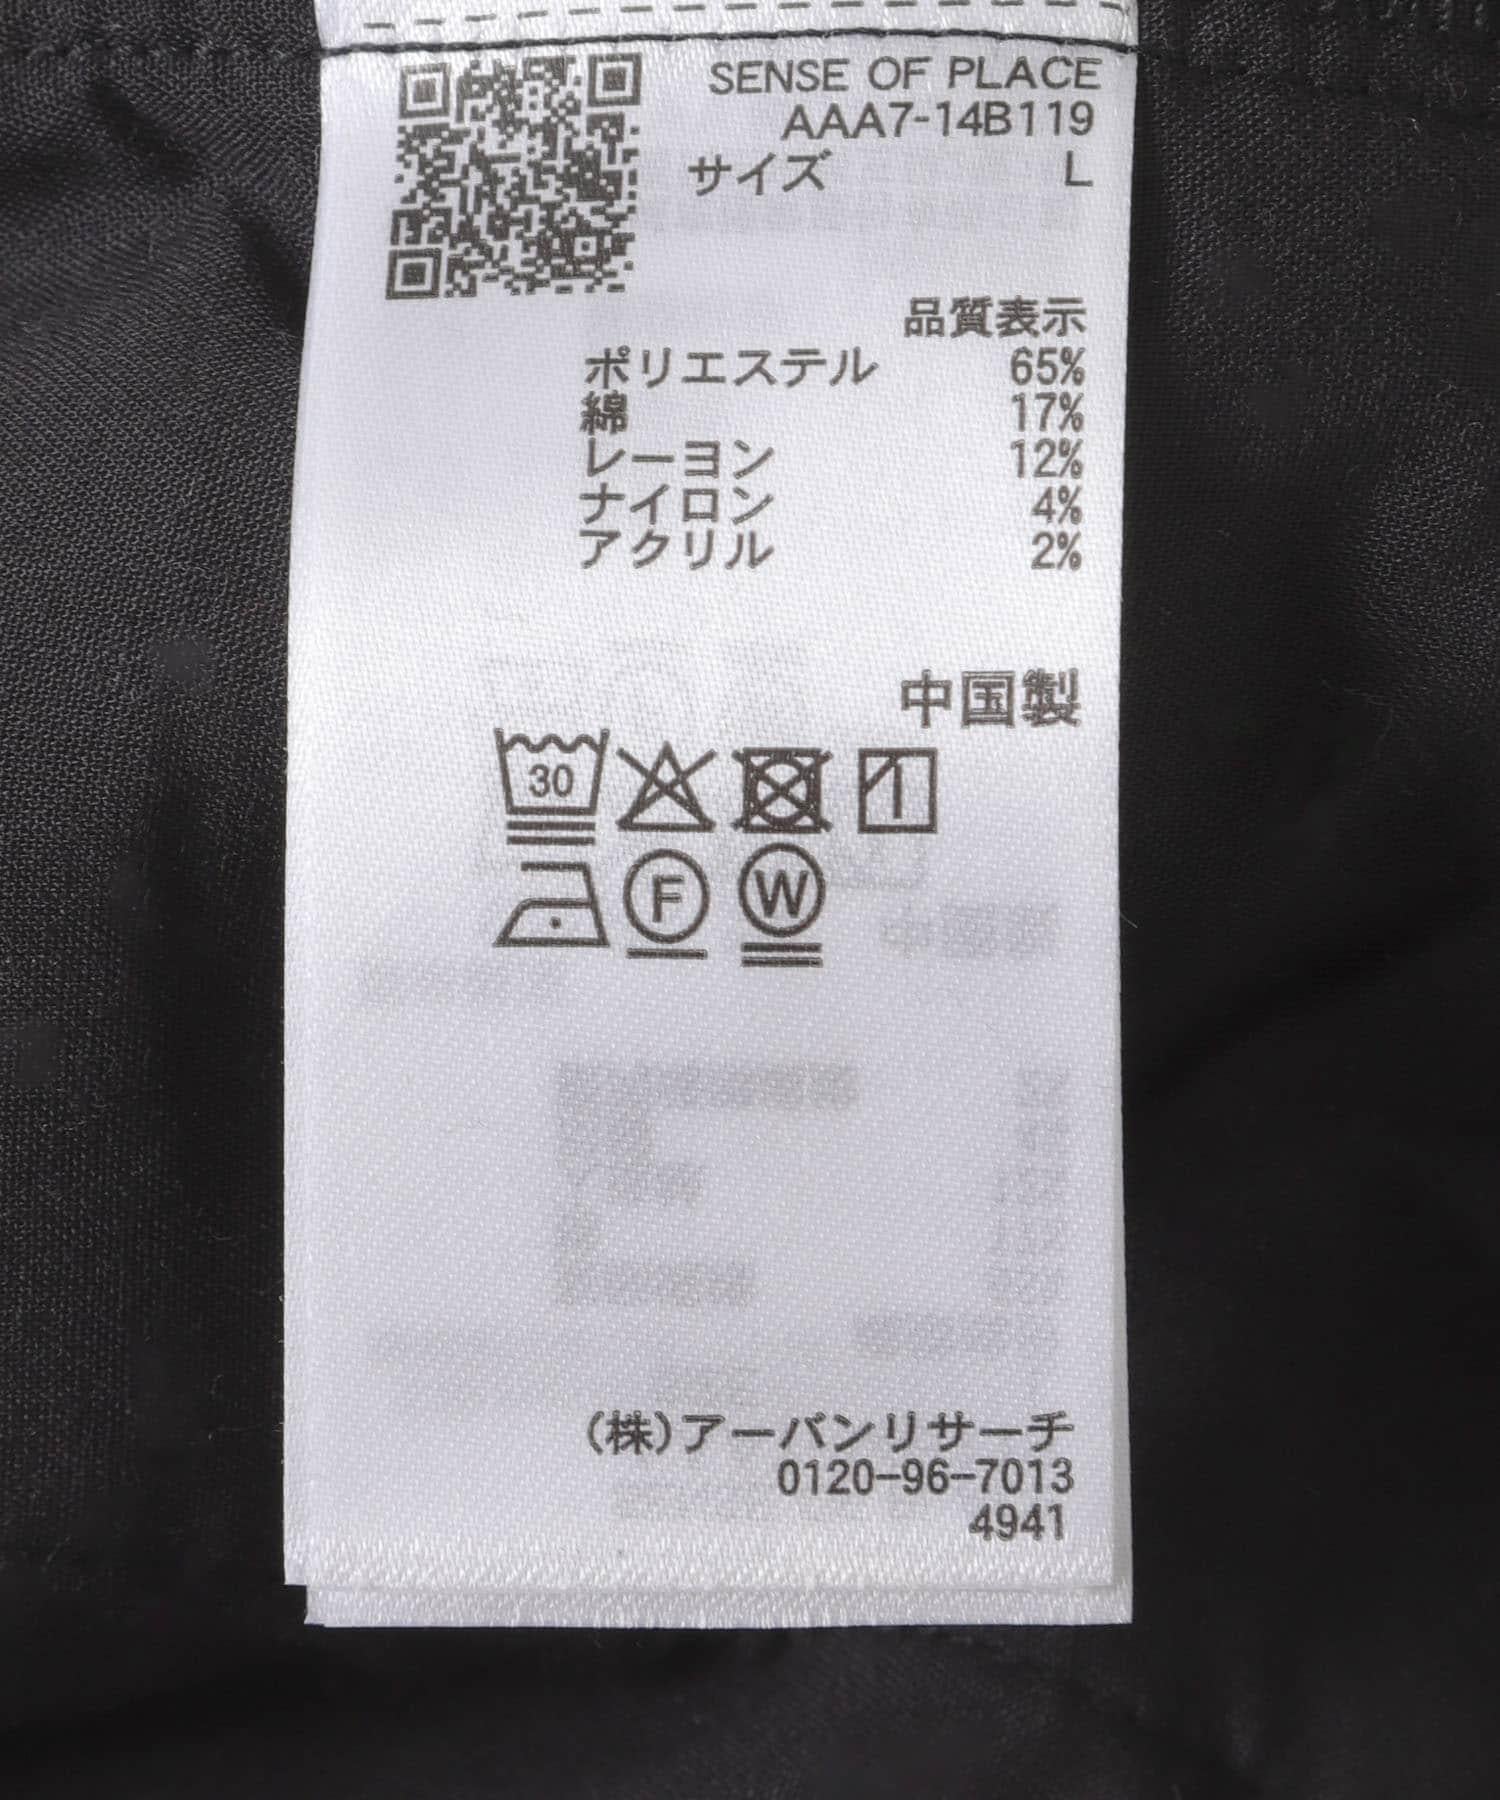 SENSE OF PLACE
AAA7-14B119
サイズ L
品質表示
ポリエステル 65%
綿 17%
レーヨン 12%
ナイロン 4%
アクリル 2%
中国製
30
F W
(株)アーバンリサーチ
0120-96-7013
4941